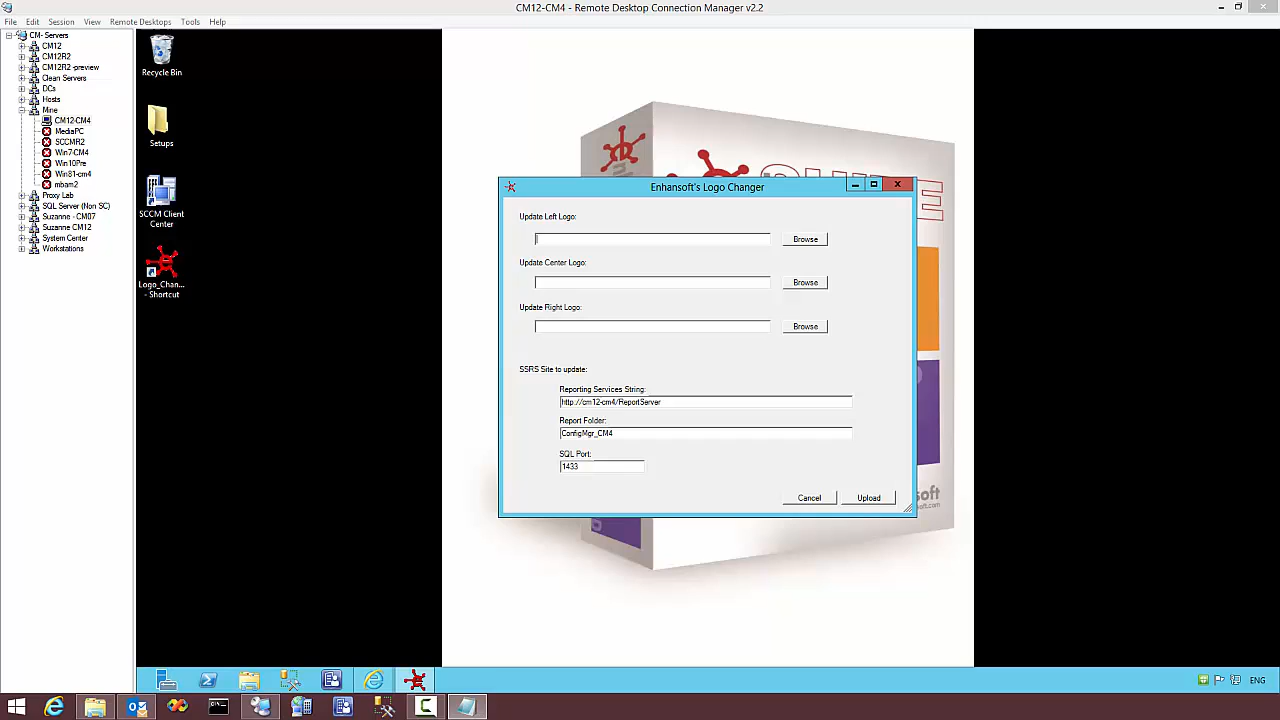 CM12-CM4 - Remote Desktop Connection Manager v2.2
File Edit Session View Remote Desktops Tools Help
CM- Servers
CM12
CM12R2
CM12R2 -preview
Clean Servers
DCs
Hosts
Mine
CM12-CM4
MediaPC
SCCMR2
Win7-CM4
Win10Pre
Win81-cm4
mbam2
Proxy Lab
SQL Server (Non SC)
Suzanne - CM07
Suzanne CM12
System Center
Workstations
Recycle Bin
Setups
SCCM Client
Center
Logo_Chan...
- Shortcut
Enhansoft's Logo Changer
Update Left Logo:
Browse
Update Center Logo:
Browse
Update Right Logo:
Browse
SSRS Site to update:
Reporting Services String:
http://cm12-cm4/ReportServer
Report Folder:
ConfigMgr_CM4
SQL Port:
1433
Cancel Upload
ENG